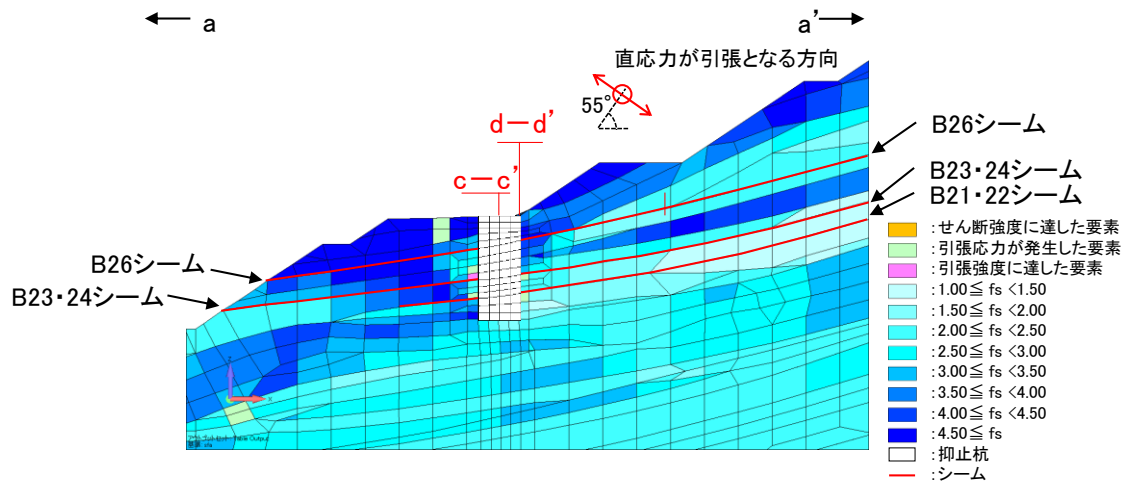 a
a'
直応力が引張となる方向
55°
d－d'
c－c'
B26シーム
B23・24シーム
B21・22シーム
B26シーム
B23・24シーム
:せん断強度に達した要素
:引張応力が発生した要素
:引張強度に達した要素
:1.00≦ fs <1.50
:1.50≦ fs <2.00
:2.00≦ fs <2.50
:2.50≦ fs <3.00
:3.00≦ fs <3.50
:3.50≦ fs <4.00
:4.00≦ fs <4.50
:4.50≦ fs
:抑止杭
:シーム
z
x